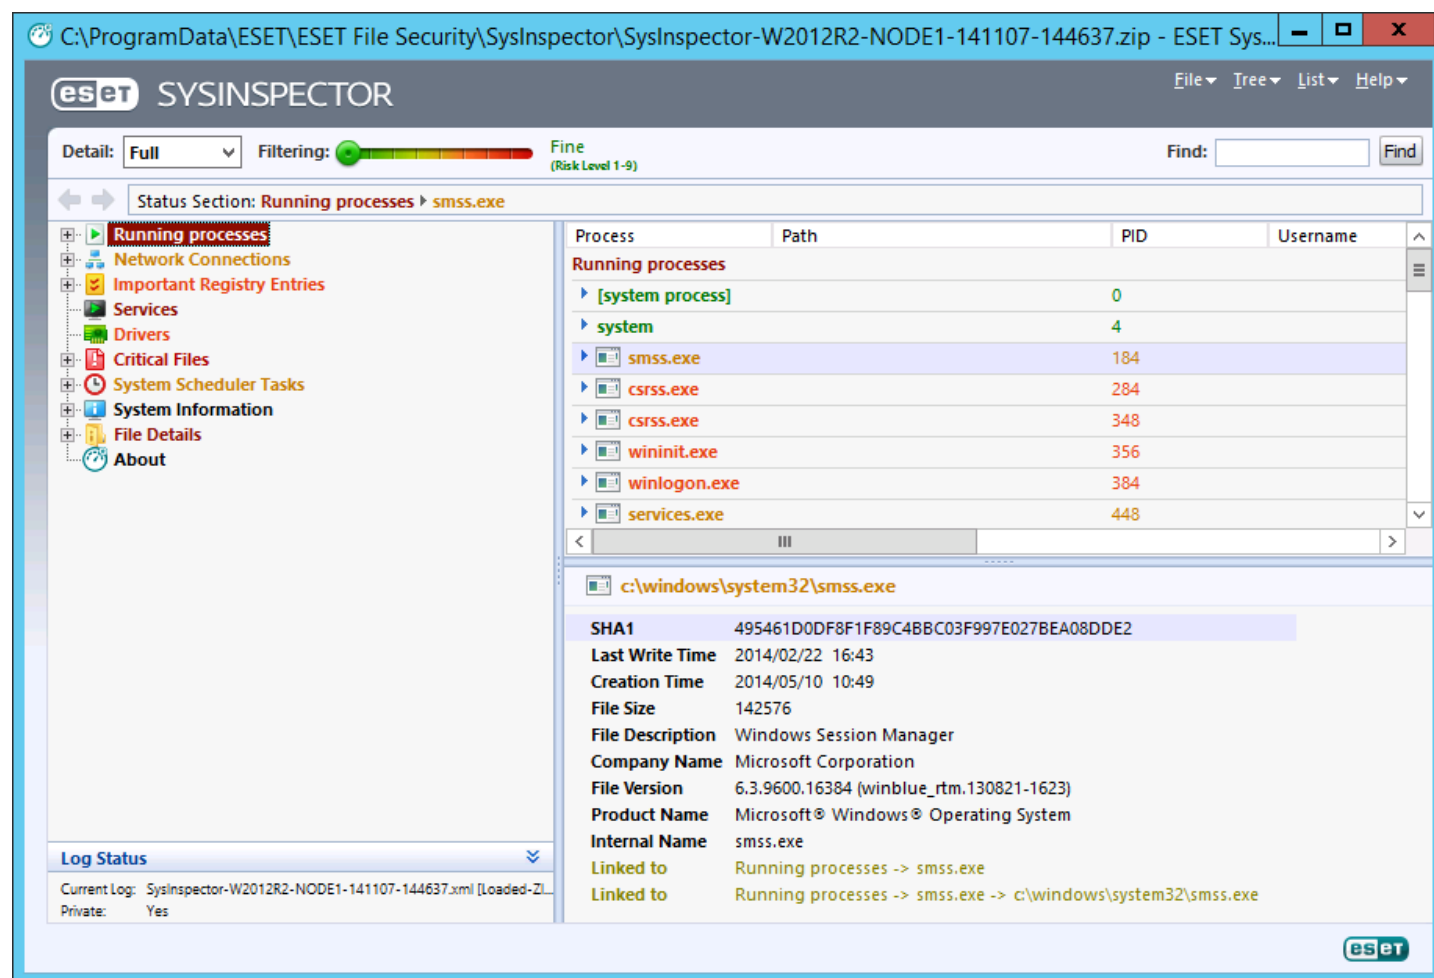 C:\ProgramData\ESET\ESET File Security\SysInspector\SysInspector-W2012R2-NODE1-141107-144637.zip - ESET Sys...
eset SYSINSPECTOR
File Tree List Help
Detail: Full Filtering: Fine Find: Find
(Risk Level 1-9)
Status Section: Running processes smss.exe
Running processes
Network Connections
Important Registry Entries
Services
Drivers
Critical Files
System Scheduler Tasks
System Information
File Details
About
Process Path PID Username
Running processes
[system process] 0
system 4
smss.exe 184
csrss.exe 284
csrss.exe 348
wininit.exe 356
winlogon.exe 384
services.exe 448
c:\windows\system32\smss.exe
SHA1 495461D0DF8F1F89C4BBC03F997E027BEA08DDE2
Last Write Time 2014/02/22 16:43
Creation Time 2014/05/10 10:49
File Size 142576
File Description Windows Session Manager
Company Name Microsoft Corporation
File Version 6.3.9600.16384 (winblue_rtm.130821-1623)
Product Name Microsoft® Windows® Operating System
Internal Name smss.exe
Linked to Running processes -> smss.exe
Linked to Running processes -> smss.exe -> c:\windows\system32\smss.exe
Log Status
Current Log: SysInspector-W2012R2-NODE1-141107-144637.xml [Loaded-ZI...
Private: Yes
eset